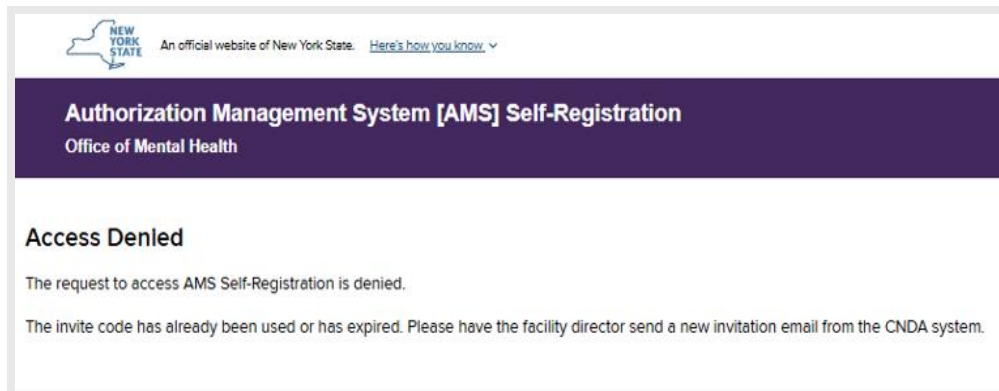 NEW
YORK
STATE
An official website of New York State. Here's how you know
Authorization Management System [AMS] Self-Registration
Office of Mental Health
Access Denied
The request to access AMS Self-Registration is denied.
The invite code has already been used or has expired. Please have the facility director send a new invitation email from the CNDA system.